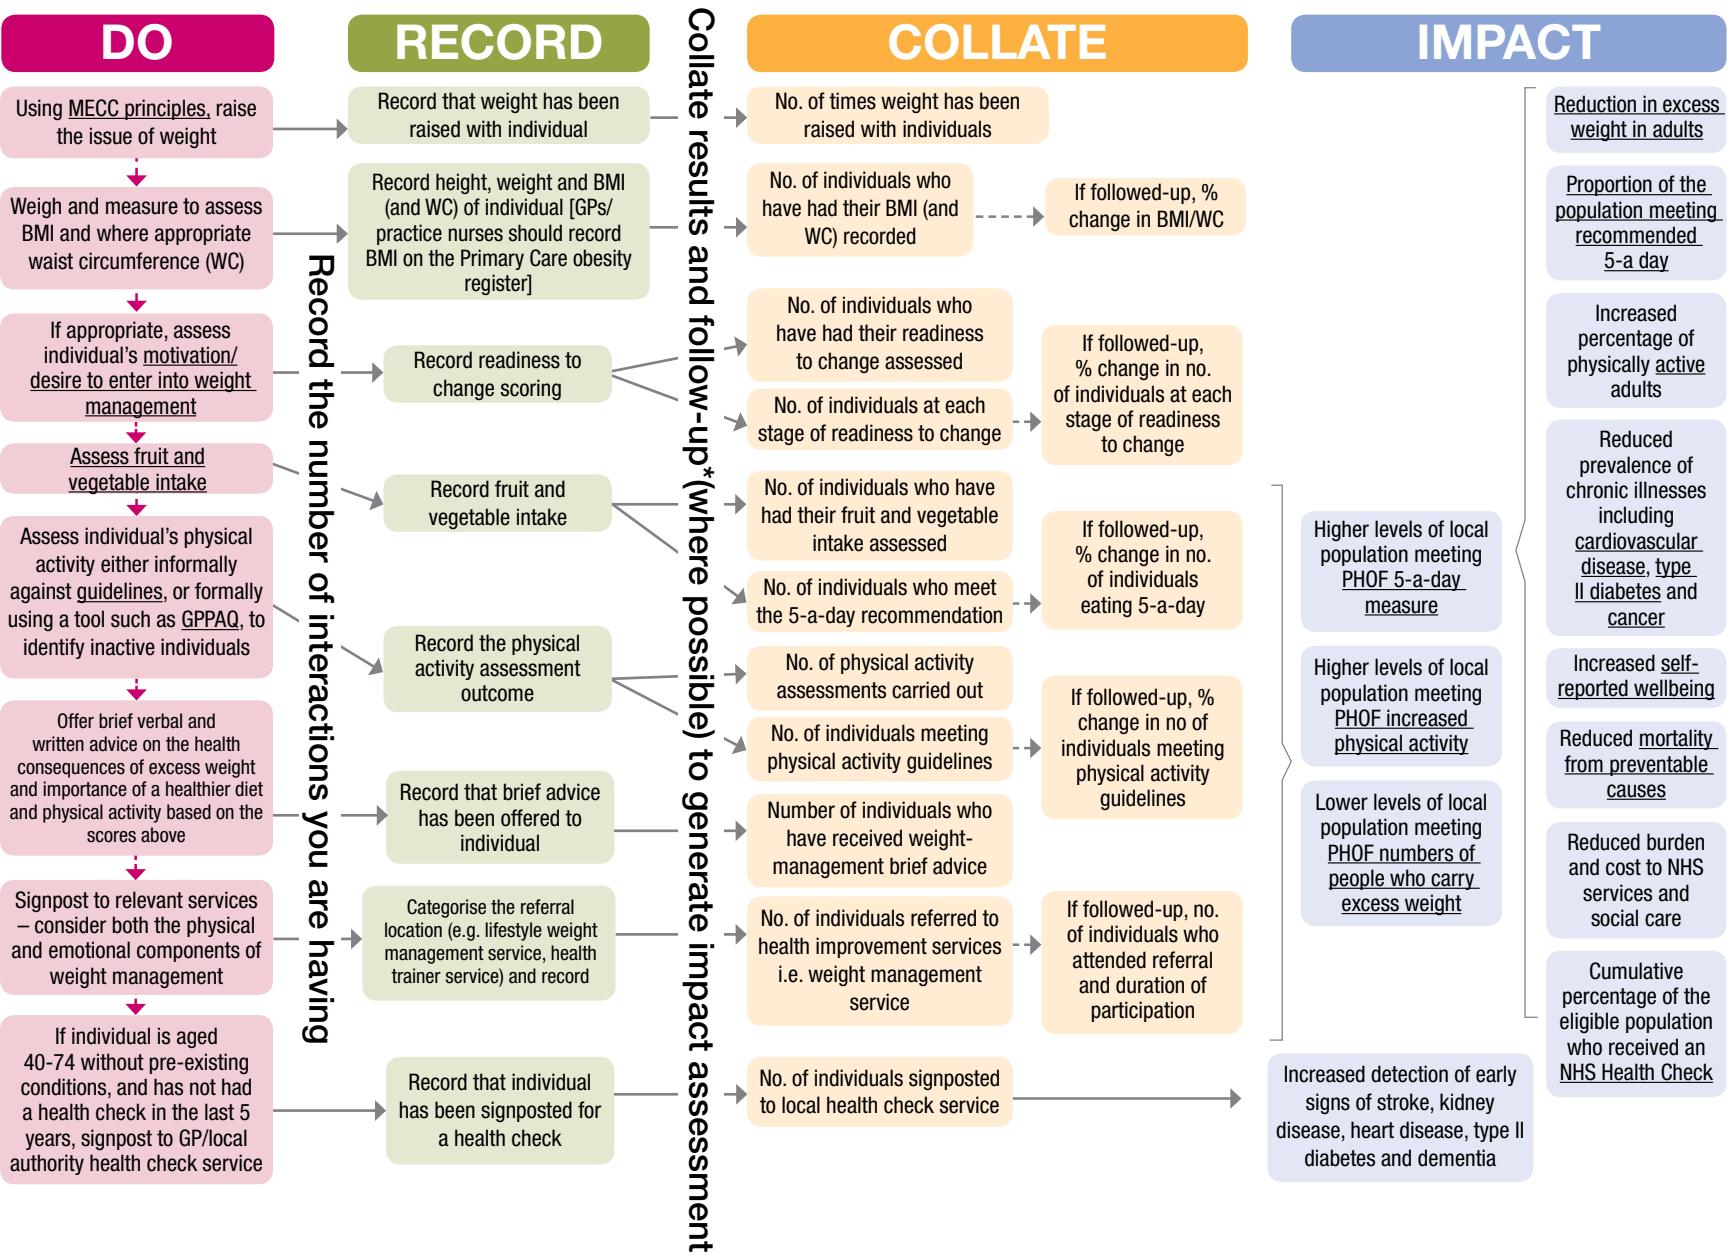 DO
Using MECC principles, raise
the issue of weight
Weigh and measure to assess
BMI and where appropriate
waist circumference (WC)
If appropriate, assess
individual’s motivation/
desire to enter into weight
management
Assess fruit and
vegetable intake
Assess individual’s physical
activity either informally
against guidelines, or formally
using a tool such as GPPAQ, to
identify inactive individuals
Offer brief verbal and
written advice on the health
consequences of excess weight
and importance of a healthier diet
and physical activity based on the
scores above
Signpost to relevant services
– consider both the physical
and emotional components of
weight management
If individual is aged
40-74 without pre-existing
conditions, and has not had
a health check in the last 5
years, signpost to GP/local
authority health check service
Record the number of interactions you are having
RECORD
Record that weight has been
raised with individual
Record height, weight and BMI
(and WC) of individual [GPs/
practice nurses should record
BMI on the Primary Care obesity
register]
Record readiness to
change scoring
Record fruit and
vegetable intake
Record the physical
activity assessment
outcome
Record that brief advice
has been offered to
individual
Categorise the referral
location (e.g. lifestyle weight
management service, health
trainer service) and record
Record that individual
has been signposted for
a health check
Collate results and follow-up*(where possible) to generate impact assessment
COLLATE
No. of times weight has been
raised with individuals
No. of individuals who
have had their BMI (and
WC) recorded
If followed-up, %
change in BMI/WC
No. of individuals who
have had their readiness
to change assessed
No. of individuals at each
stage of readiness to change
If followed-up,
% change in no.
of individuals at each
stage of readiness
to change
No. of individuals who have
had their fruit and vegetable
intake assessed
No. of individuals who meet
the 5-a-day recommendation
If followed-up,
% change in no.
of individuals
eating 5-a-day
No. of physical activity
assessments carried out
No. of individuals meeting
physical activity guidelines
If followed-up, %
change in no of
individuals meeting
physical activity
guidelines
Number of individuals who
have received weight-
management brief advice
No. of individuals referred to
health improvement services
i.e. weight management
service
If followed-up, no.
of individuals who
attended referral
and duration of
participation
No. of individuals signposted
to local health check service
IMPACT
Higher levels of local
population meeting
PHOF 5-a-day
measure
Higher levels of local
population meeting
PHOF increased
physical activity
Lower levels of local
population meeting
PHOF numbers of
people who carry
excess weight
Increased detection of early
signs of stroke, kidney
disease, heart disease, type II
diabetes and dementia
Reduction in excess
weight in adults
Proportion of the
population meeting
recommended
5-a day
Increased
percentage of
physically active
adults
Reduced
prevalence of
chronic illnesses
including
cardiovascular
disease, type
II diabetes and
cancer
Increased self-
reported wellbeing
Reduced mortality
from preventable
causes
Reduced burden
and cost to NHS
services and
social care
Cumulative
percentage of the
eligible population
who received an
NHS Health Check